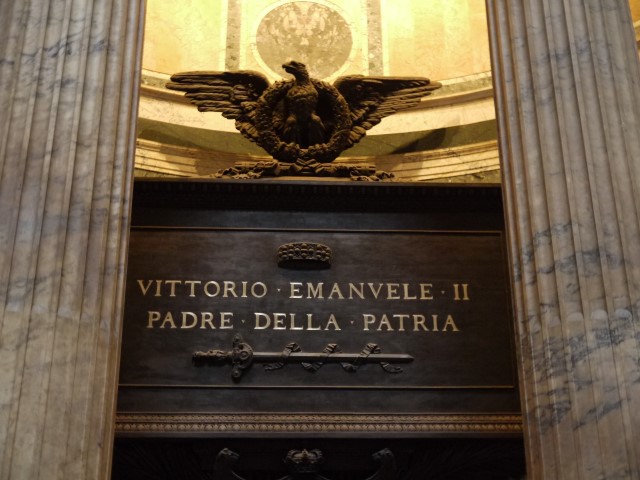 VITTORIO · EMANVELE · II
PADRE · DELLA · PATRIA